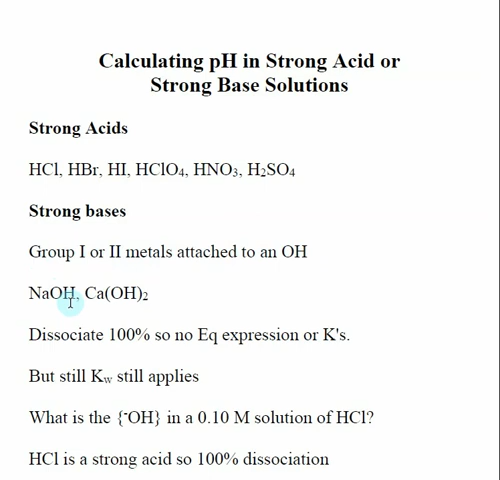 Calculating pH in Strong Acid or
Strong Base Solutions
Strong Acids
HCl, HBr, HI, HClO₄, HNO₃, H₂SO₄
Strong bases
Group I or II metals attached to an OH
NaOH, Ca(OH)₂
Dissociate 100% so no Eq expression or K's.
But still Kw still applies
What is the {⁻OH} in a 0.10 M solution of HCl?
HCl is a strong acid so 100% dissociation